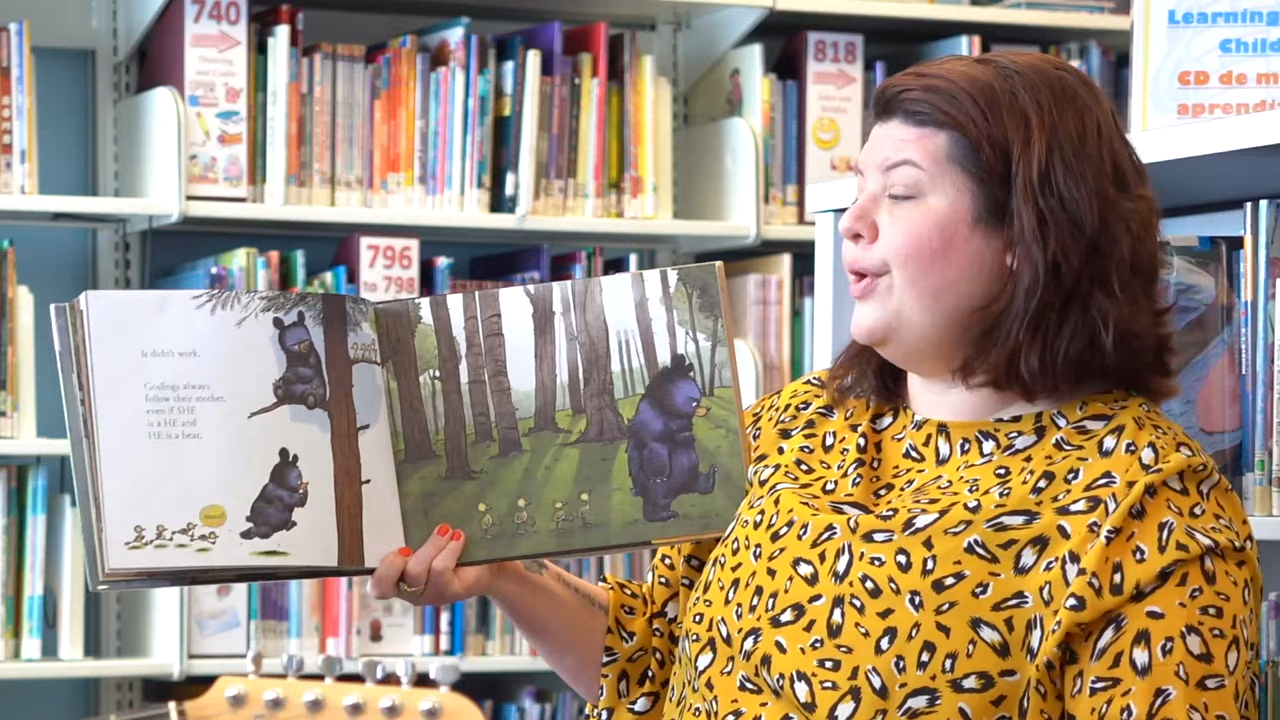 740
818
Learning
Child
CD de m
aprendi
796
to 798
It didn't work.
Goslings always
follow their mother,
even if SHE
is a HE and
HE is a bear.